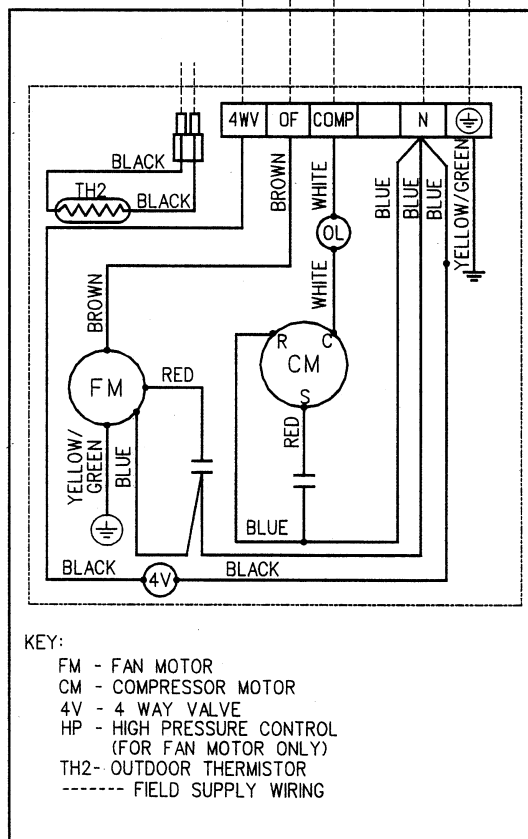 4WV OF COMP N
BLACK
TH2
BLACK
BROWN
WHITE
BLUE
BLUE
BLUE
YELLOW/GREEN
OL
WHITE
BROWN
R C
CM
S
FM
RED
RED
YELLOW/
GREEN
BLUE
BLUE
BLACK
4V
BLACK
KEY:
FM - FAN MOTOR
CM - COMPRESSOR MOTOR
4V - 4 WAY VALVE
HP - HIGH PRESSURE CONTROL
(FOR FAN MOTOR ONLY)
TH2- OUTDOOR THERMISTOR
------- FIELD SUPPLY WIRING